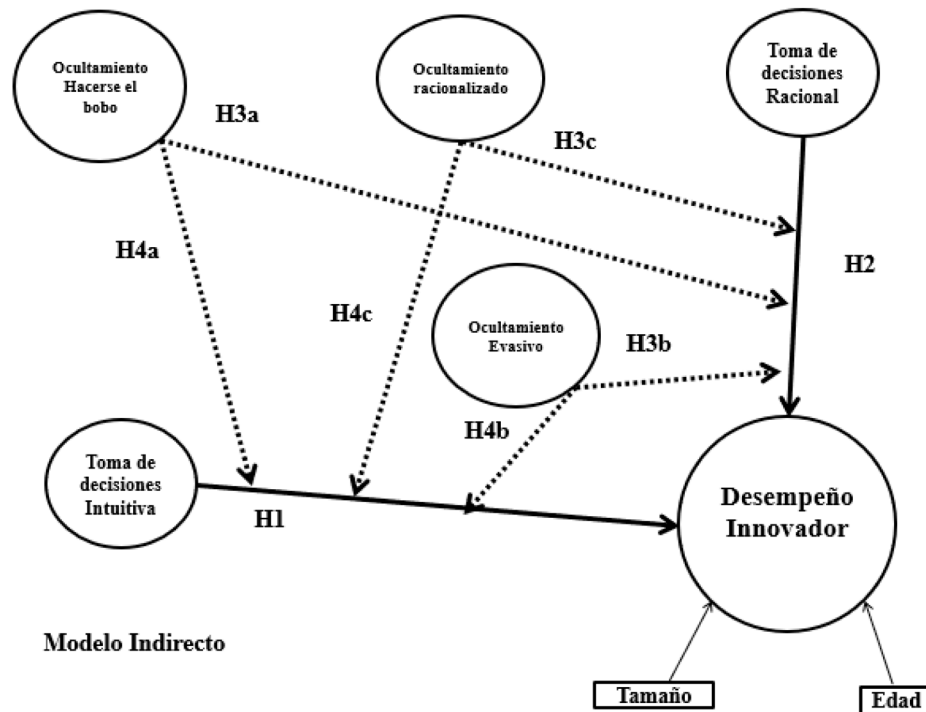 Ocultamiento
Hacerse el
bobo
Ocultamiento
racionalizado
Toma de
decisiones
Racional
H3a
H3c
H4a
H2
H4c
Ocultamiento
Evasivo
H3b
H4b
Toma de
decisiones
Intuitiva
H1
Desempeño
Innovador
Modelo Indirecto
Tamaño
Edad